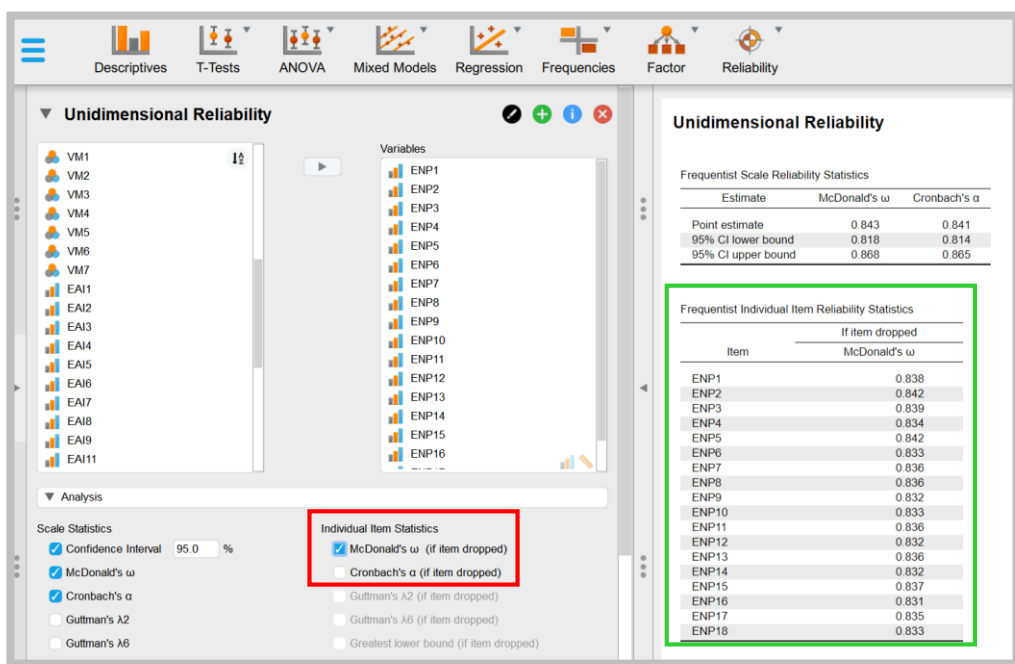 Descriptives T-Tests ANOVA Mixed Models Regression Frequencies Factor Reliability
Unidimensional Reliability
VM1
VM2
VM3
VM4
VM5
VM6
VM7
EAI1
EAI2
EAI3
EAI4
EAI5
EAI6
EAI7
EAI8
EAI9
EAI11
Variables
ENP1
ENP2
ENP3
ENP4
ENP5
ENP6
ENP7
ENP8
ENP9
ENP10
ENP11
ENP12
ENP13
ENP14
ENP15
ENP16
Analysis
Scale Statistics
Confidence Interval 95.0 %
McDonald's ω
Cronbach's α
Guttman's λ2
Guttman's λ6
Individual Item Statistics
McDonald's ω (if item dropped)
Cronbach's α (if item dropped)
Guttman's λ2 (if item dropped)
Guttman's λ6 (if item dropped)
Greatest lower bound (if item dropped)
Unidimensional Reliability
Frequentist Scale Reliability Statistics
Estimate McDonald's ω Cronbach's α
Point estimate 0.843 0.841
95% CI lower bound 0.818 0.814
95% CI upper bound 0.868 0.865
Frequentist Individual Item Reliability Statistics
If item dropped
Item McDonald's ω
ENP1 0.838
ENP2 0.842
ENP3 0.839
ENP4 0.834
ENP5 0.842
ENP6 0.833
ENP7 0.836
ENP8 0.836
ENP9 0.832
ENP10 0.833
ENP11 0.836
ENP12 0.832
ENP13 0.836
ENP14 0.832
ENP15 0.837
ENP16 0.831
ENP17 0.835
ENP18 0.833